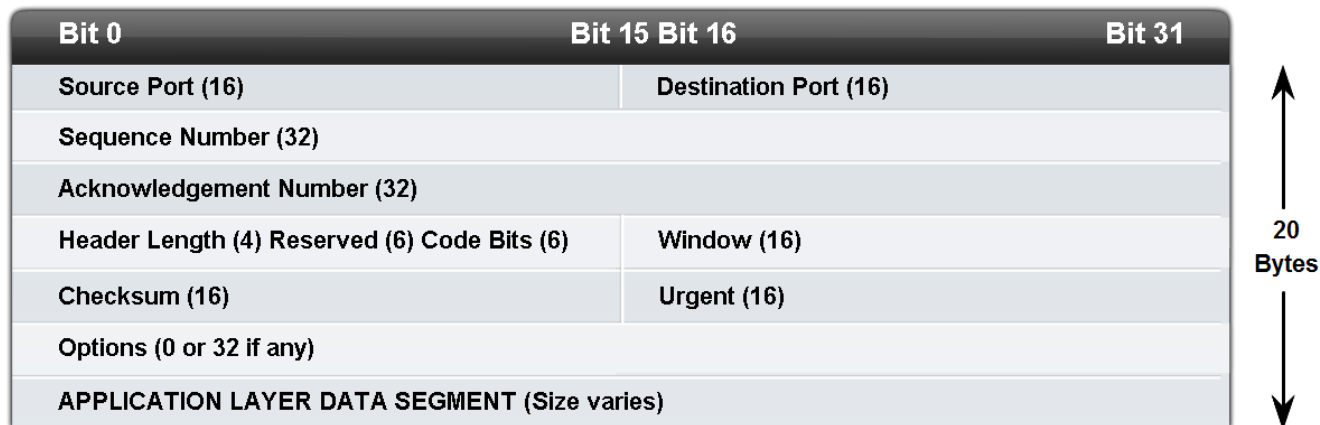 Bit 0 Bit 15 Bit 16 Bit 31
Source Port (16) Destination Port (16)
Sequence Number (32)
Acknowledgement Number (32)
Header Length (4) Reserved (6) Code Bits (6) Window (16)
Checksum (16) Urgent (16)
Options (0 or 32 if any)
APPLICATION LAYER DATA SEGMENT (Size varies)
20
Bytes